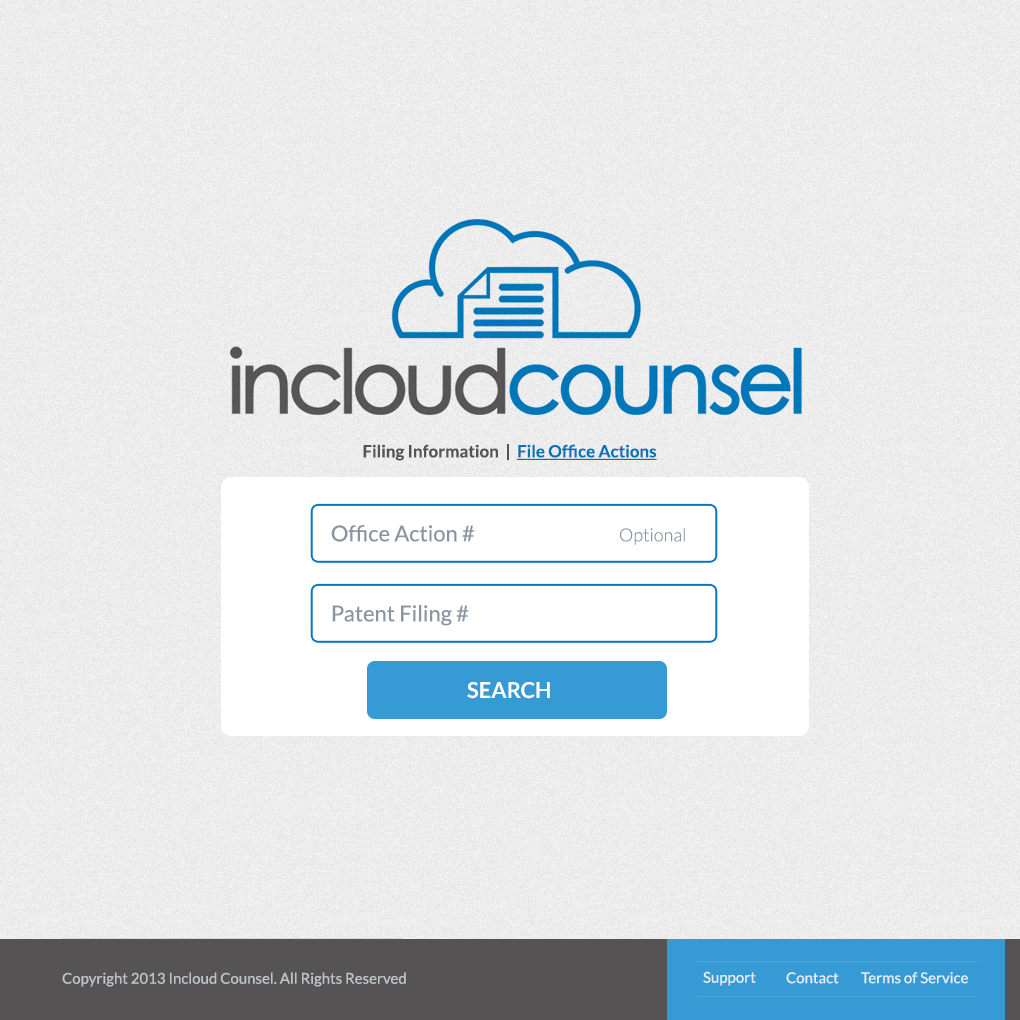 incloudcounsel
Filing Information | File Office Actions
Office Action # Optional
Patent Filing #
SEARCH
Copyright 2013 Incloud Counsel. All Rights Reserved
Support Contact Terms of Service